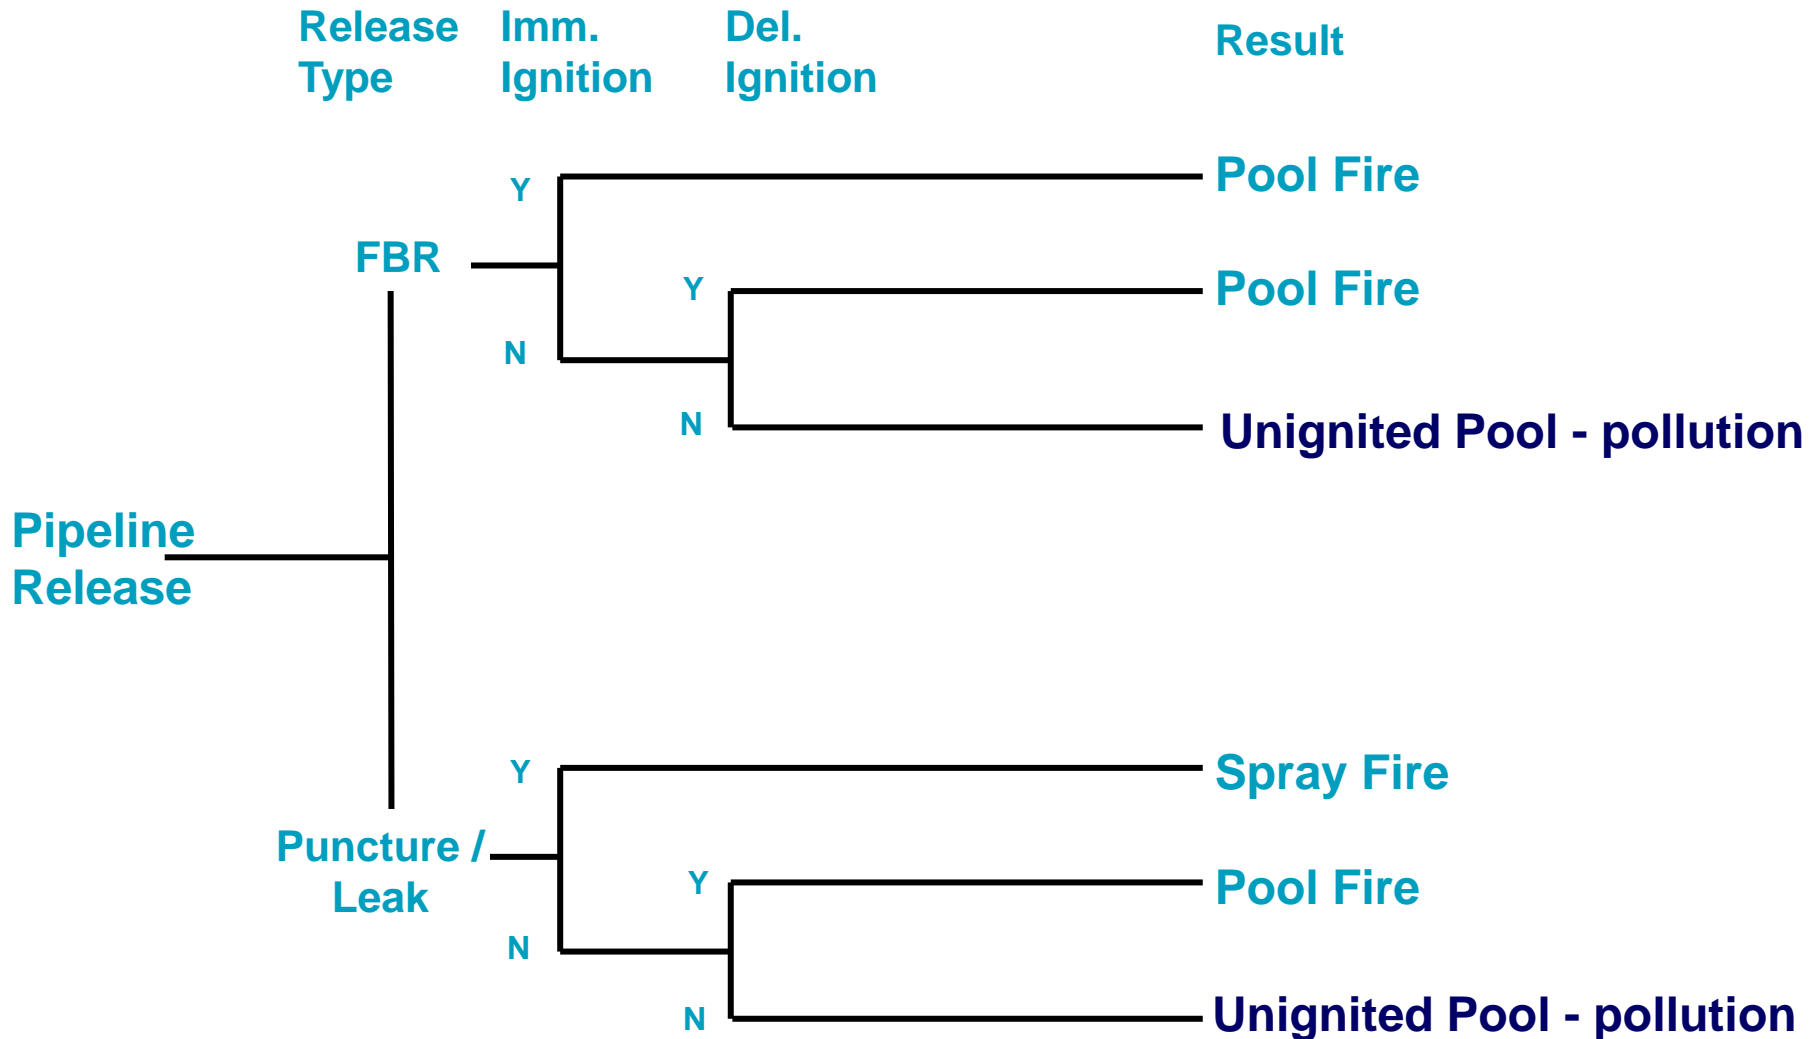 Release
Type
Imm.
Ignition
Del.
Ignition
Result
Y
Pool Fire
FBR
Y
Pool Fire
N
N
Unignited Pool - pollution
Pipeline
Release
Y
Spray Fire
Puncture /
Leak
Y
Pool Fire
N
N
Unignited Pool - pollution